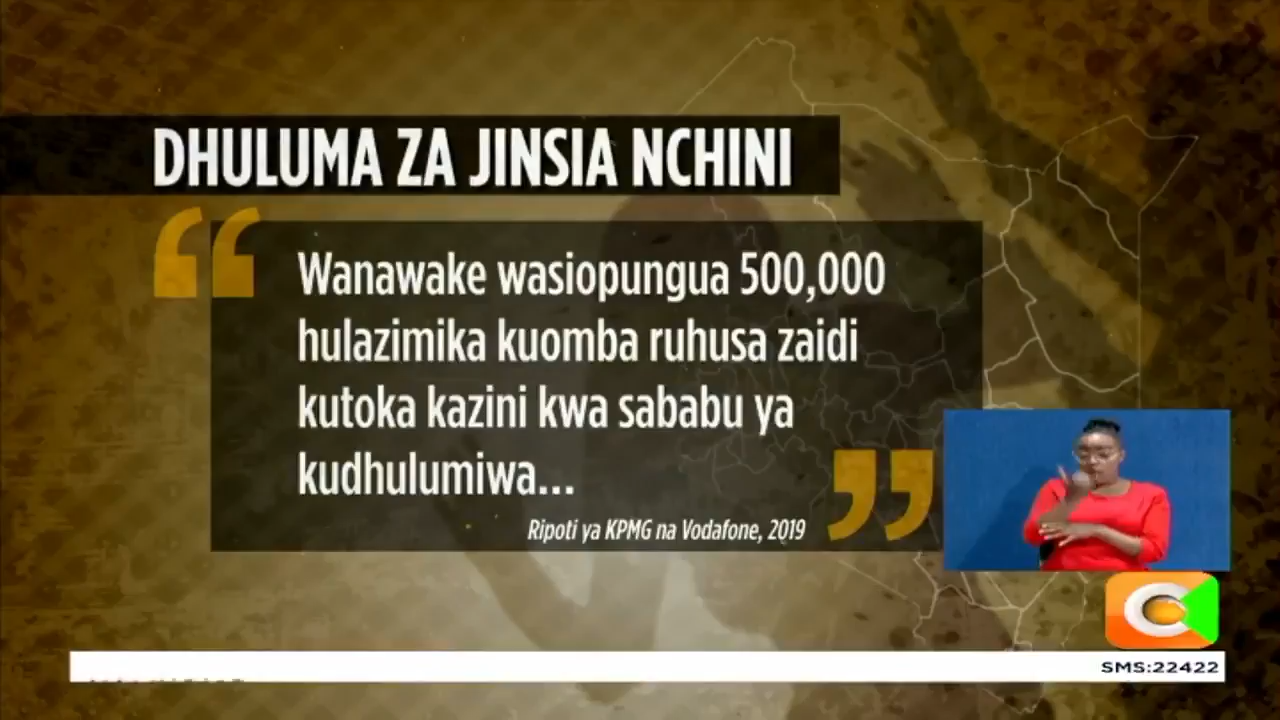 DHULUMA ZA JINSIA NCHINI
“
Wanawake wasiopungua 500,000
hulazimika kuomba ruhusa zaidi
kutoka kazini kwa sababu ya
kudhulumiwa...
”
Ripoti ya KPMG na Vodafone, 2019
SMS:22422